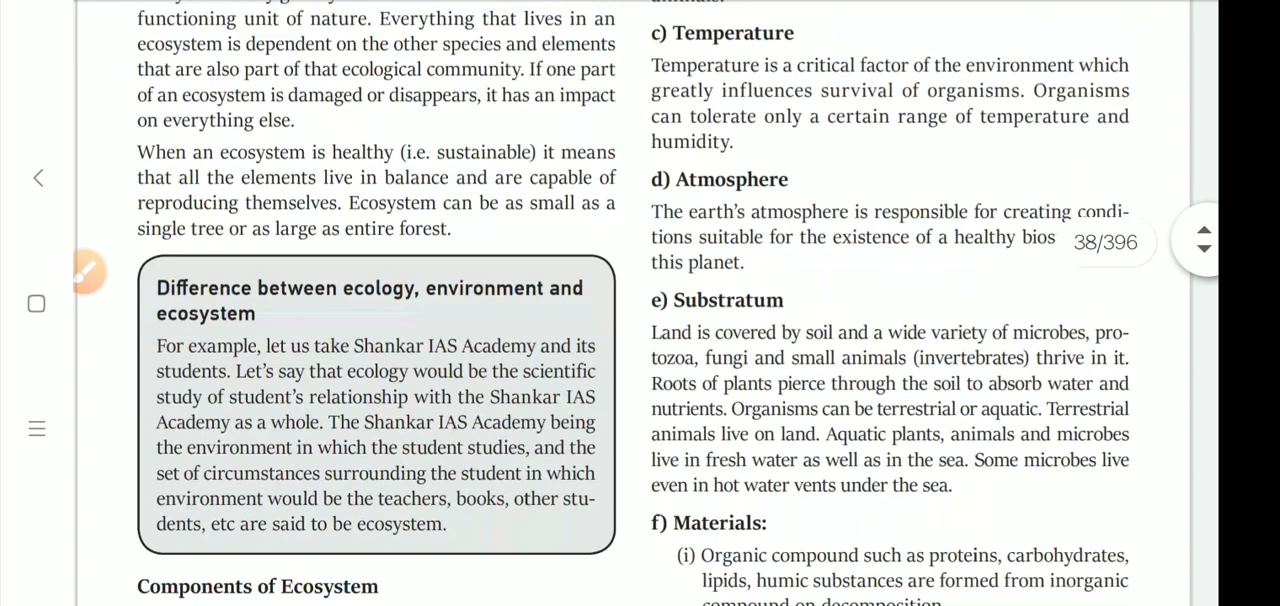 functioning unit of nature. Everything that lives in an
ecosystem is dependent on the other species and elements
that are also part of that ecological community. If one part
of an ecosystem is damaged or disappears, it has an impact
on everything else.
When an ecosystem is healthy (i.e. sustainable) it means
that all the elements live in balance and are capable of
reproducing themselves. Ecosystem can be as small as a
single tree or as large as entire forest.
Difference between ecology, environment and
ecosystem
For example, let us take Shankar IAS Academy and its
students. Let's say that ecology would be the scientific
study of student's relationship with the Shankar IAS
Academy as a whole. The Shankar IAS Academy being
the environment in which the student studies, and the
set of circumstances surrounding the student in which
environment would be the teachers, books, other stu-
dents, etc are said to be ecosystem.
Components of Ecosystem
c) Temperature
Temperature is a critical factor of the environment which
greatly influences survival of organisms. Organisms
can tolerate only a certain range of temperature and
humidity.
d) Atmosphere
The earth's atmosphere is responsible for creating condi-
tions suitable for the existence of a healthy bios
this planet.
38/396
e) Substratum
Land is covered by soil and a wide variety of microbes, pro-
tozoa, fungi and small animals (invertebrates) thrive in it.
Roots of plants pierce through the soil to absorb water and
nutrients. Organisms can be terrestrial or aquatic. Terrestrial
animals live on land. Aquatic plants, animals and microbes
live in fresh water as well as in the sea. Some microbes live
even in hot water vents under the sea.
f) Materials:
(i) Organic compound such as proteins, carbohydrates,
lipids, humic substances are formed from inorganic
compound on decomposition